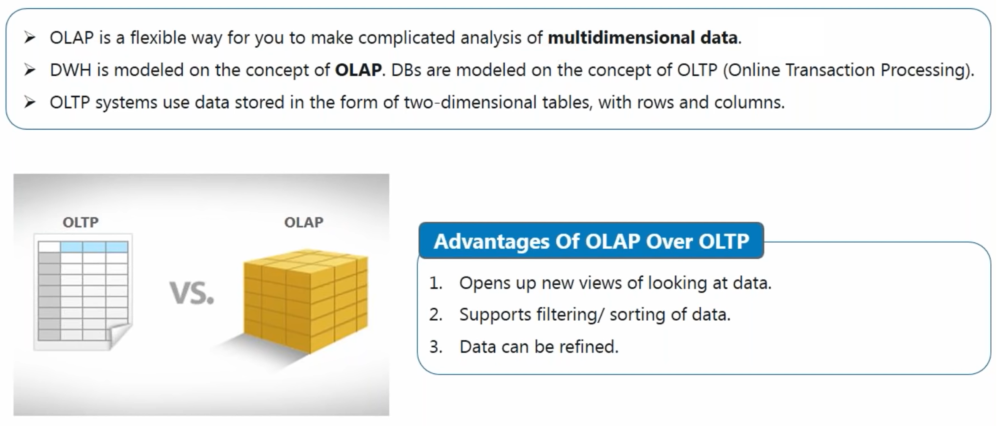 ➢ OLAP is a flexible way for you to make complicated analysis of multidimensional data.
➢ DWH is modeled on the concept of OLAP. DBs are modeled on the concept of OLTP (Online Transaction Processing).
➢ OLTP systems use data stored in the form of two-dimensional tables, with rows and columns.
OLTP
VS.
OLAP
Advantages Of OLAP Over OLTP
1. Opens up new views of looking at data.
2. Supports filtering/ sorting of data.
3. Data can be refined.